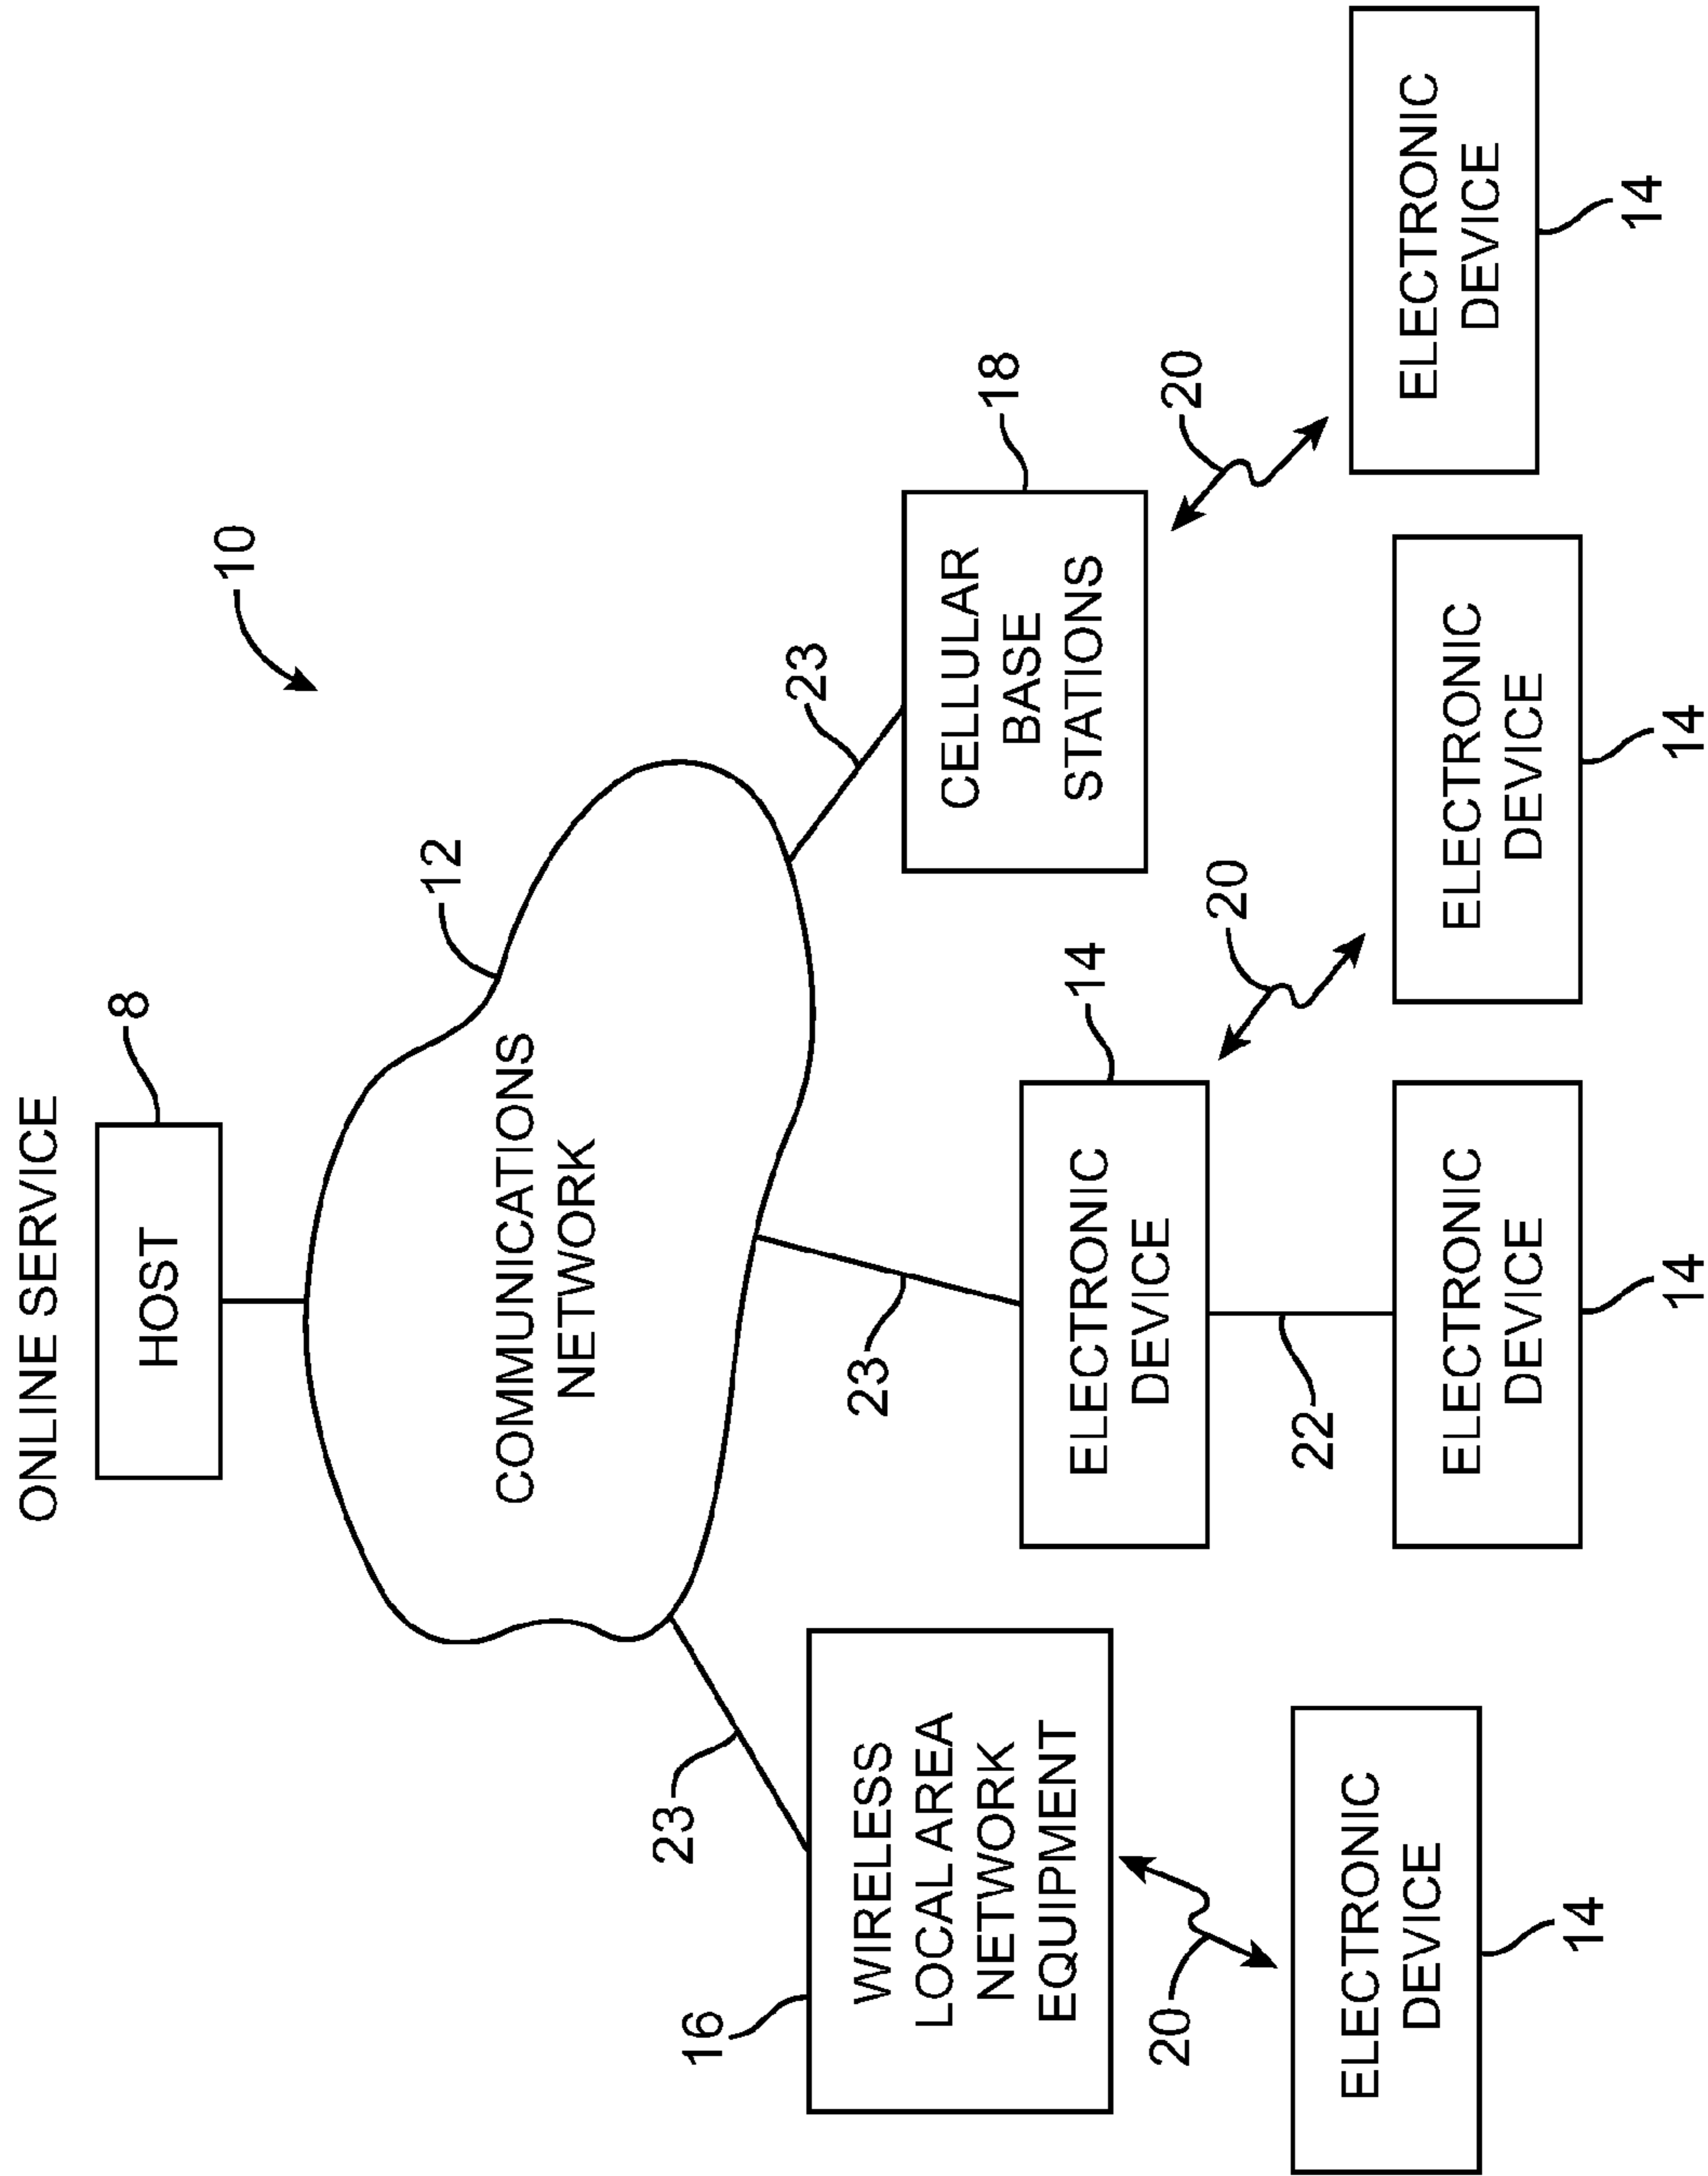 ONLINE SERVICE
HOST
8
10
12
COMMUNICATIONS
NETWORK
23
23
23
16
WIRELESS
LOCAL AREA
NETWORK
EQUIPMENT
ELECTRONIC
DEVICE
14
CELLULAR
BASE
STATIONS
18
20
20
20
22
ELECTRONIC
DEVICE
14
ELECTRONIC
DEVICE
14
ELECTRONIC
DEVICE
14
ELECTRONIC
DEVICE
14